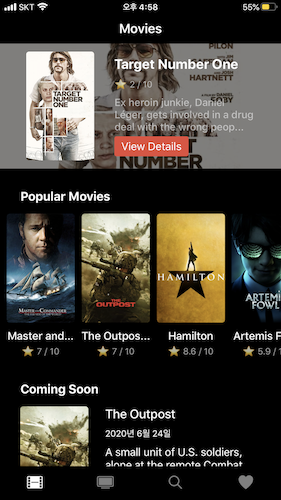 SKT 오후 4:58 55%
Movies
PILON
JOSH
HARTNETT
TARGET
NUMBER
ONE
Target Number One
2 / 10
Ex heroin junkie, Daniel
Léger, gets involved in a drug
deal with the wrong peop...
View Details
Popular Movies
MASTER AND COMMANDER
THE
OUTPOST
HAMILTON
ARTEMIS
FOWL
Master and... The Outpos... Hamilton Artemis F
7 / 10 7 / 10 8.6 / 10 5.9 / 1
Coming Soon
The Outpost
2020년 6월 24일
A small unit of U.S. soldiers,
alone at the remote Combat